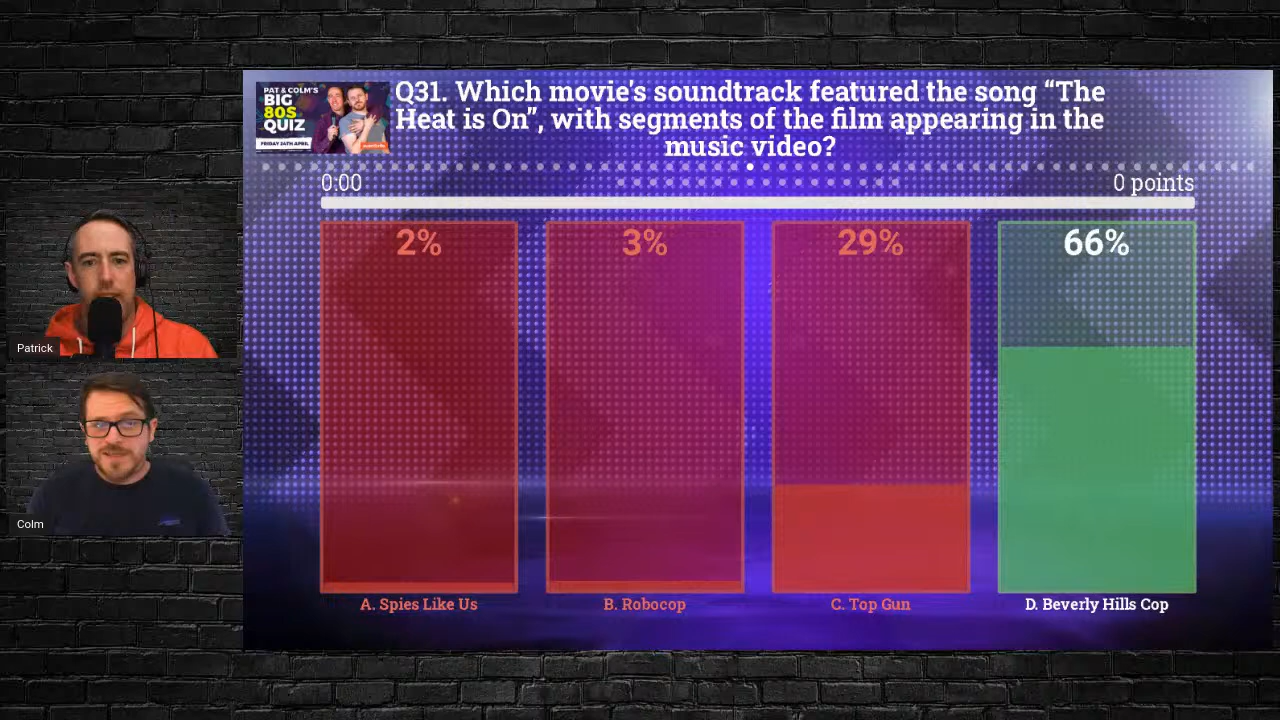 PAT & COLM'S
BIG
80S
QUIZ
FRIDAY 24TH APRIL
Q31. Which movie's soundtrack featured the song “The
Heat is On”, with segments of the film appearing in the
music video?
0:00
0 points
2%
3%
29%
66%
A. Spies Like Us
B. Robocop
C. Top Gun
D. Beverly Hills Cop
Patrick
Colm